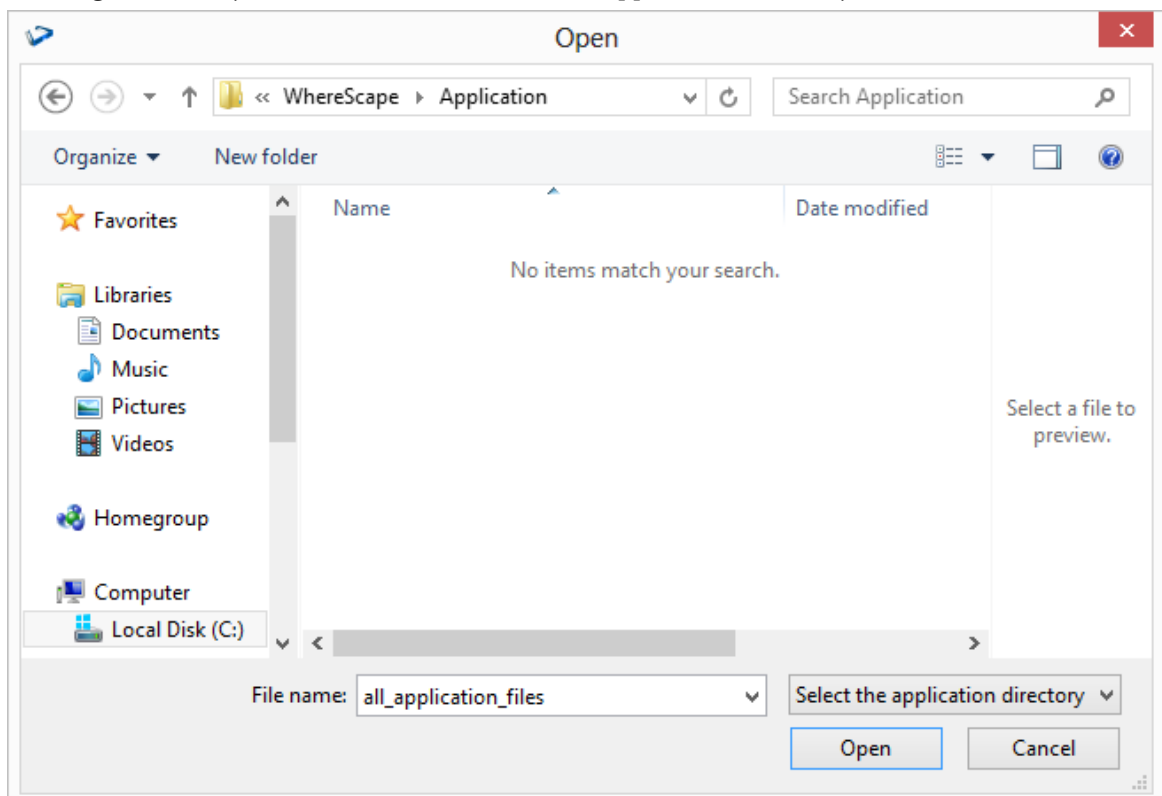 Open
« WhereScape Application
Search Application
Organize
New folder
Favorites
Libraries
Documents
Music
Pictures
Videos
Homegroup
Computer
Local Disk (C:)
Name
Date modified
No items match your search.
Select a file to
preview.
File name:
all_application_files
Select the application directory
Open
Cancel